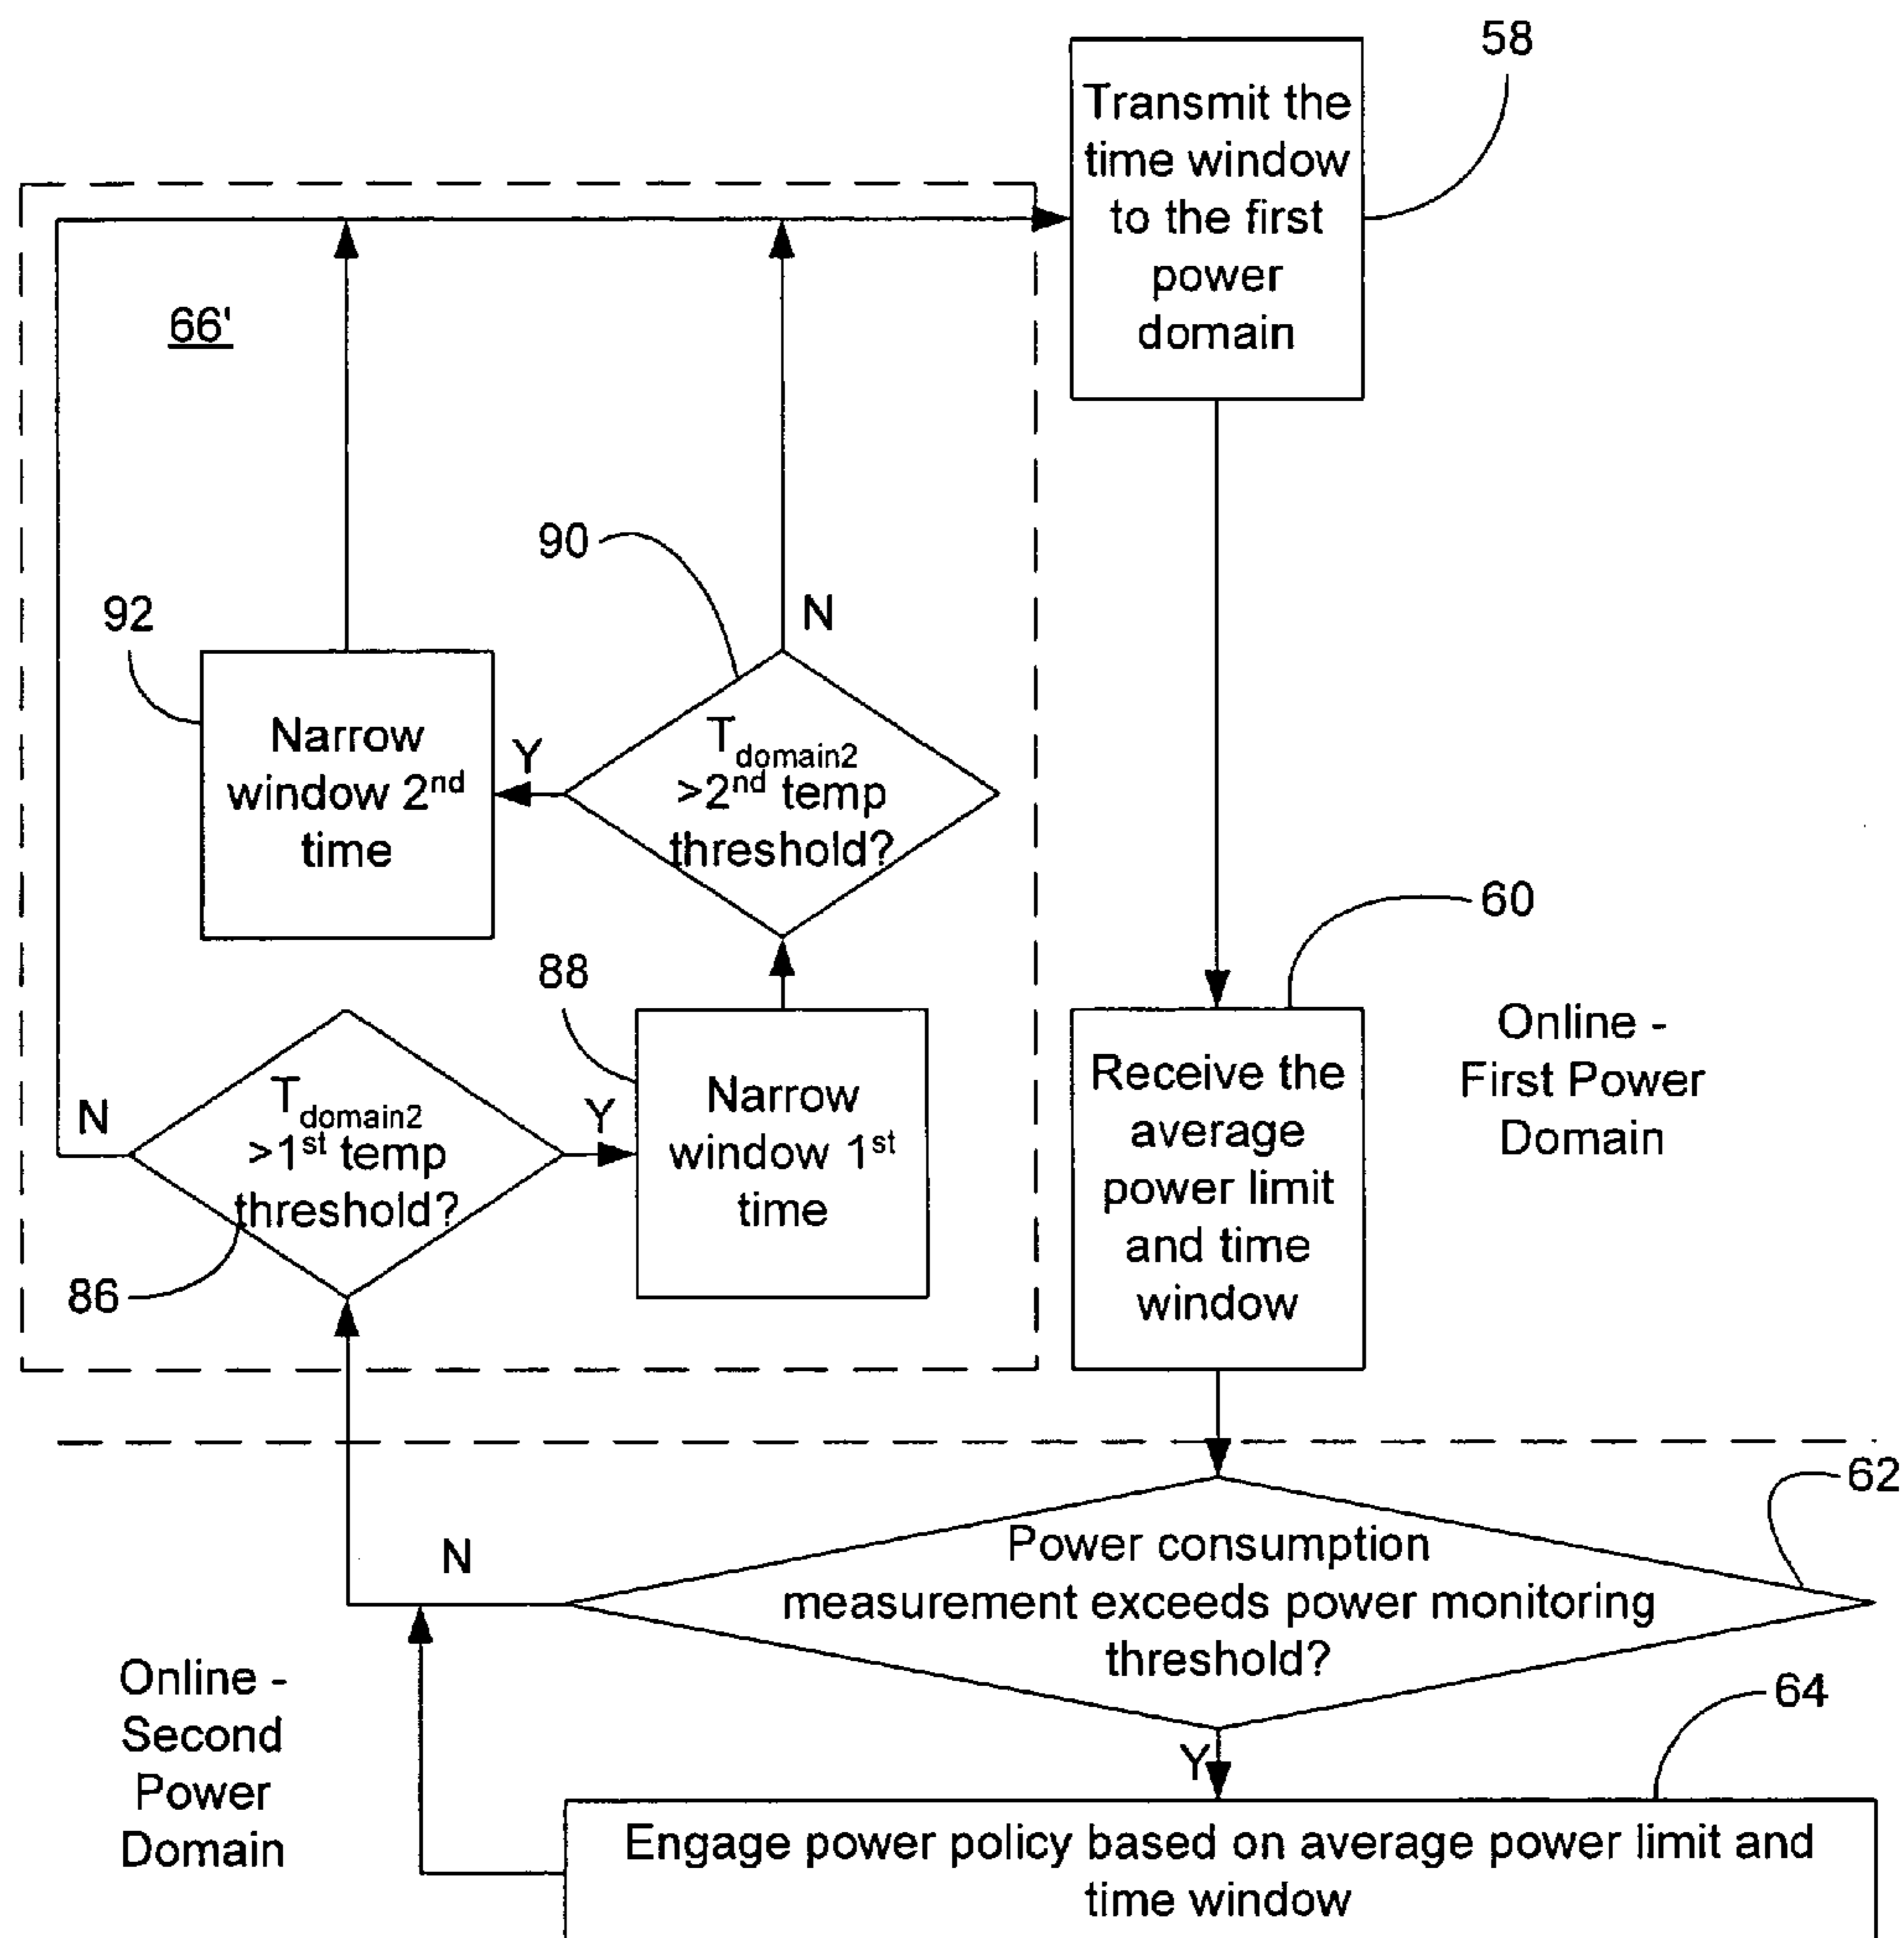 58
Transmit the
time window
to the first
power
domain
66'
90
N
92
Narrow
window 2nd
time
Y
Tdomain2
>2nd temp
threshold?
60
88
Online -
First Power
Domain
Receive the
average
power limit
and time
window
N
Tdomain2
>1st temp
threshold?
Y
Narrow
window 1st
time
86
62
N
Power consumption
measurement exceeds power monitoring
threshold?
Online -
Second
Power
Domain
64
Y
Engage power policy based on average power limit and
time window